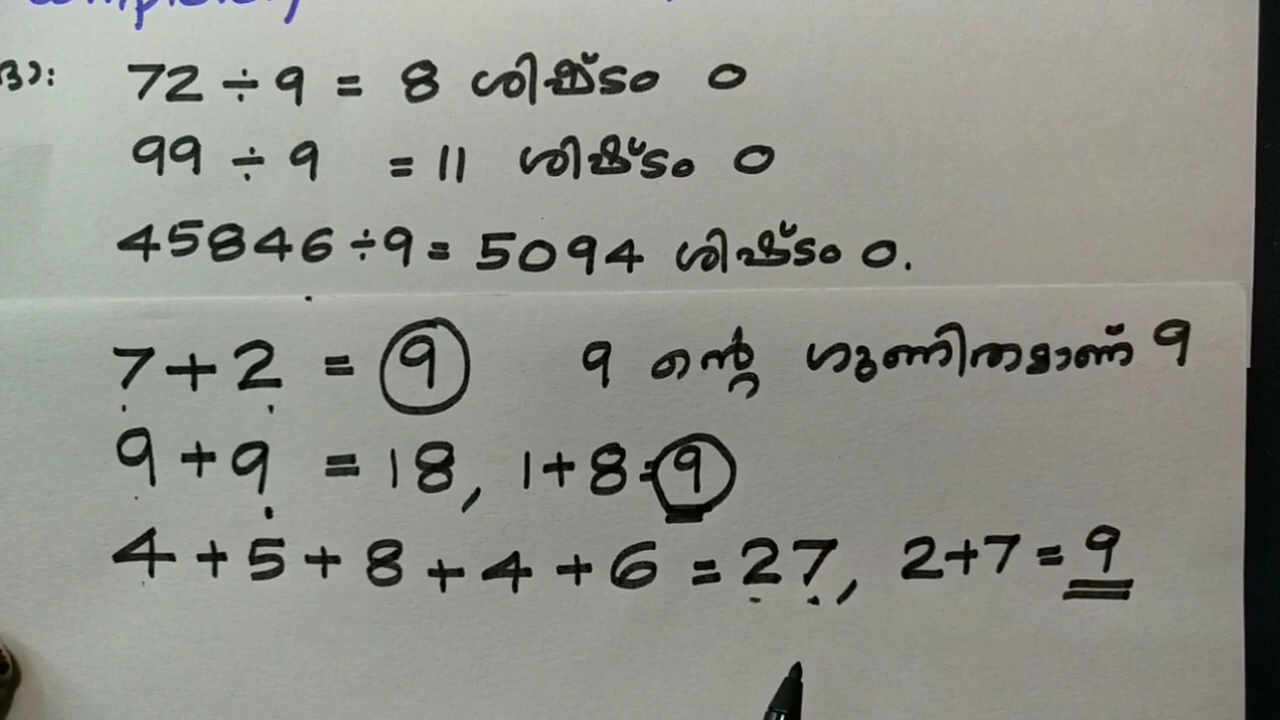 completely
ദാ: 72 ÷ 9 = 8 ശിഷ്ടം 0
99 ÷ 9 = 11 ശിഷ്ടം 0
45846 ÷ 9 = 5094 ശിഷ്ടം 0.
7 + 2 = 9 9 ന്റെ ഗുണിതമാണ് 9
9 + 9 = 18, 1 + 8 = 9
4 + 5 + 8 + 4 + 6 = 27, 2 + 7 = 9